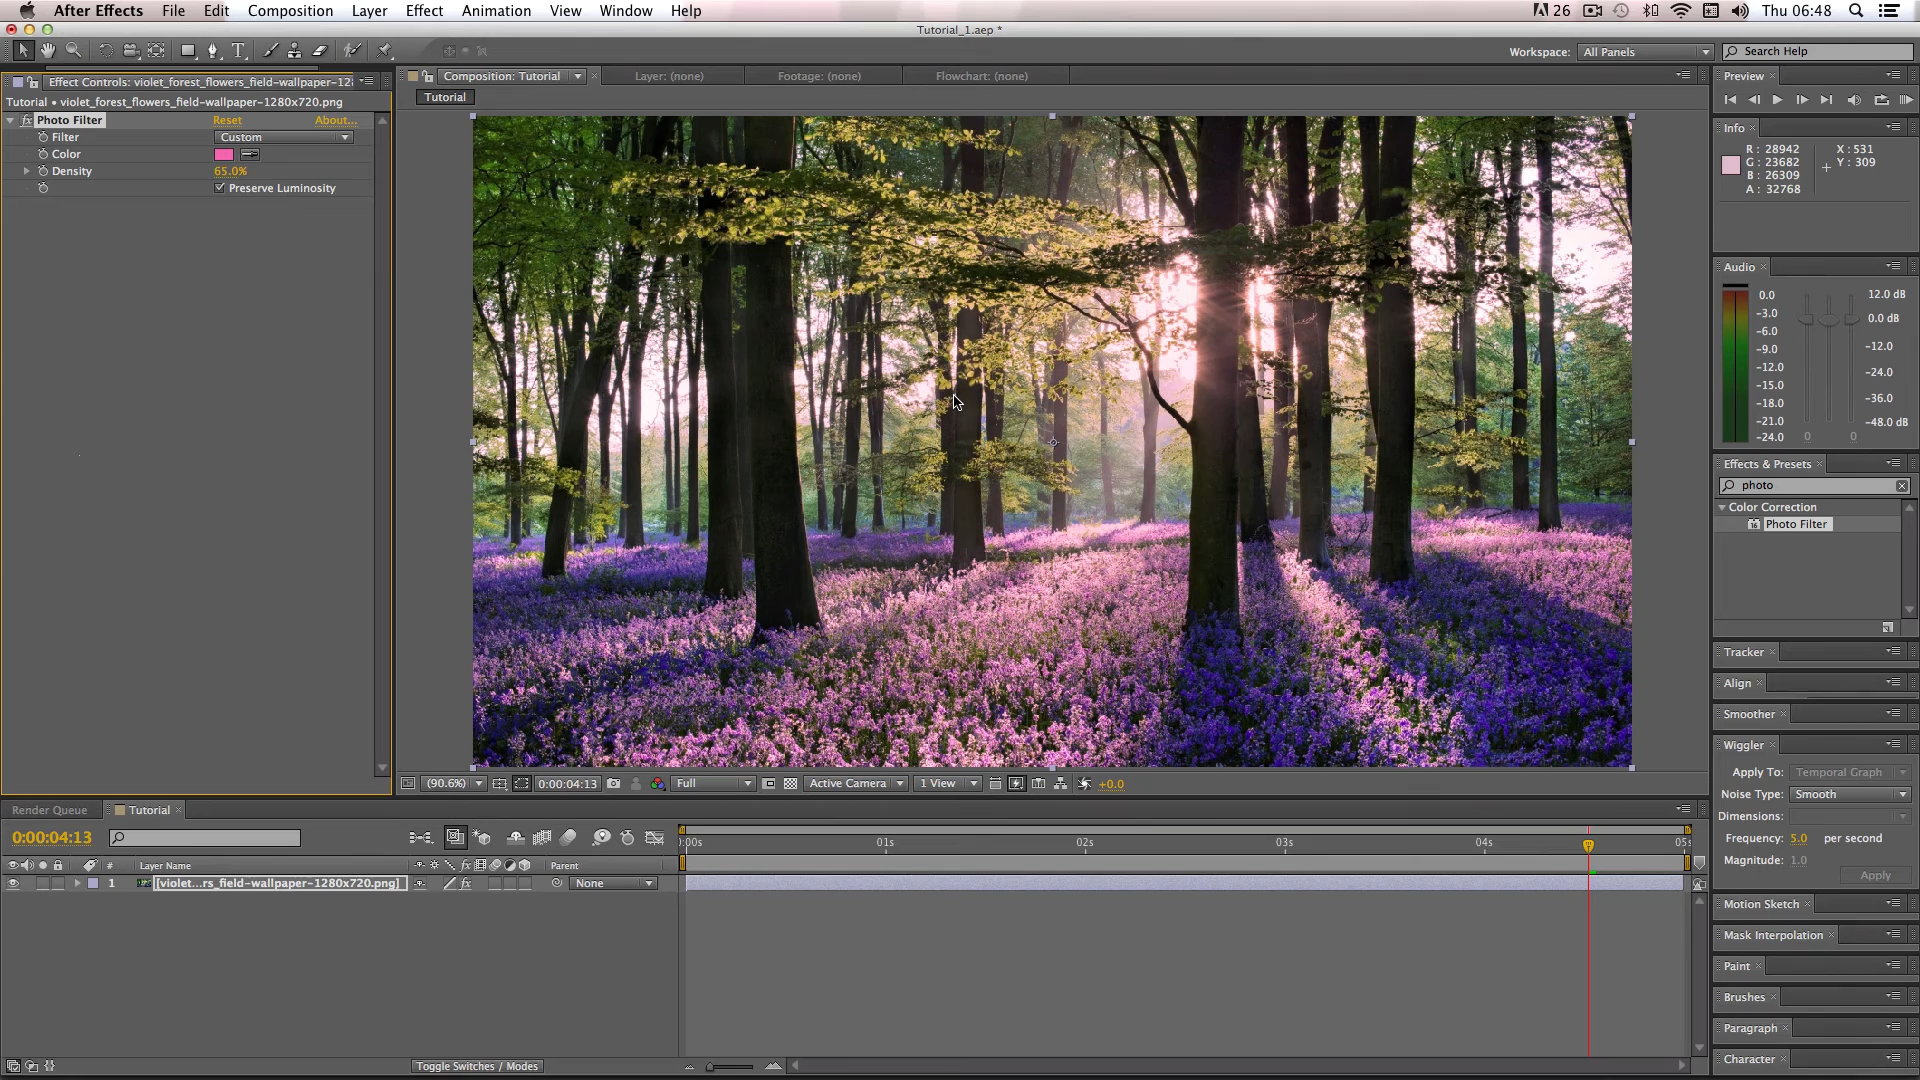 After Effects File Edit Composition Layer Effect Animation View Window Help 26 Thu 06:48
Tutorial_1.aep *
T Workspace: All Panels Search Help
Effect Controls: violet_forest_flowers_field-wallpaper-128
Tutorial • violet_forest_flowers_field-wallpaper-1280x720.png
fx Photo Filter Reset About...
Filter Custom
Color
Density 65.0%
Preserve Luminosity
Composition: Tutorial Layer: (none) Footage: (none) Flowchart: (none)
Tutorial
(90.6%) 0:00:04:13 Full Active Camera 1 View +0.0
Preview
Info
R : 28942 X : 531
G : 23682 Y : 309
B : 26309
A : 32768
Audio
0.0 12.0 dB
-3.0 0.0 dB
-6.0
-9.0 -12.0
-12.0
-15.0 -24.0
-18.0 -36.0
-21.0 -48.0 dB
-24.0 0 0
Effects & Presets
photo
Color Correction
Photo Filter
Tracker
Align
Smoother
Wiggler
Apply To: Temporal Graph
Noise Type: Smooth
Dimensions:
Frequency: 5.0 per second
Magnitude: 1.0
Apply
Motion Sketch
Mask Interpolation
Paint
Brushes
Paragraph
Character
Render Queue Tutorial
0:00:04:13
:00s 01s 02s 03s 04s 05s
# Layer Name fx Parent
1 [violet...rs_field-wallpaper-1280x720.png] fx None
Toggle Switches / Modes